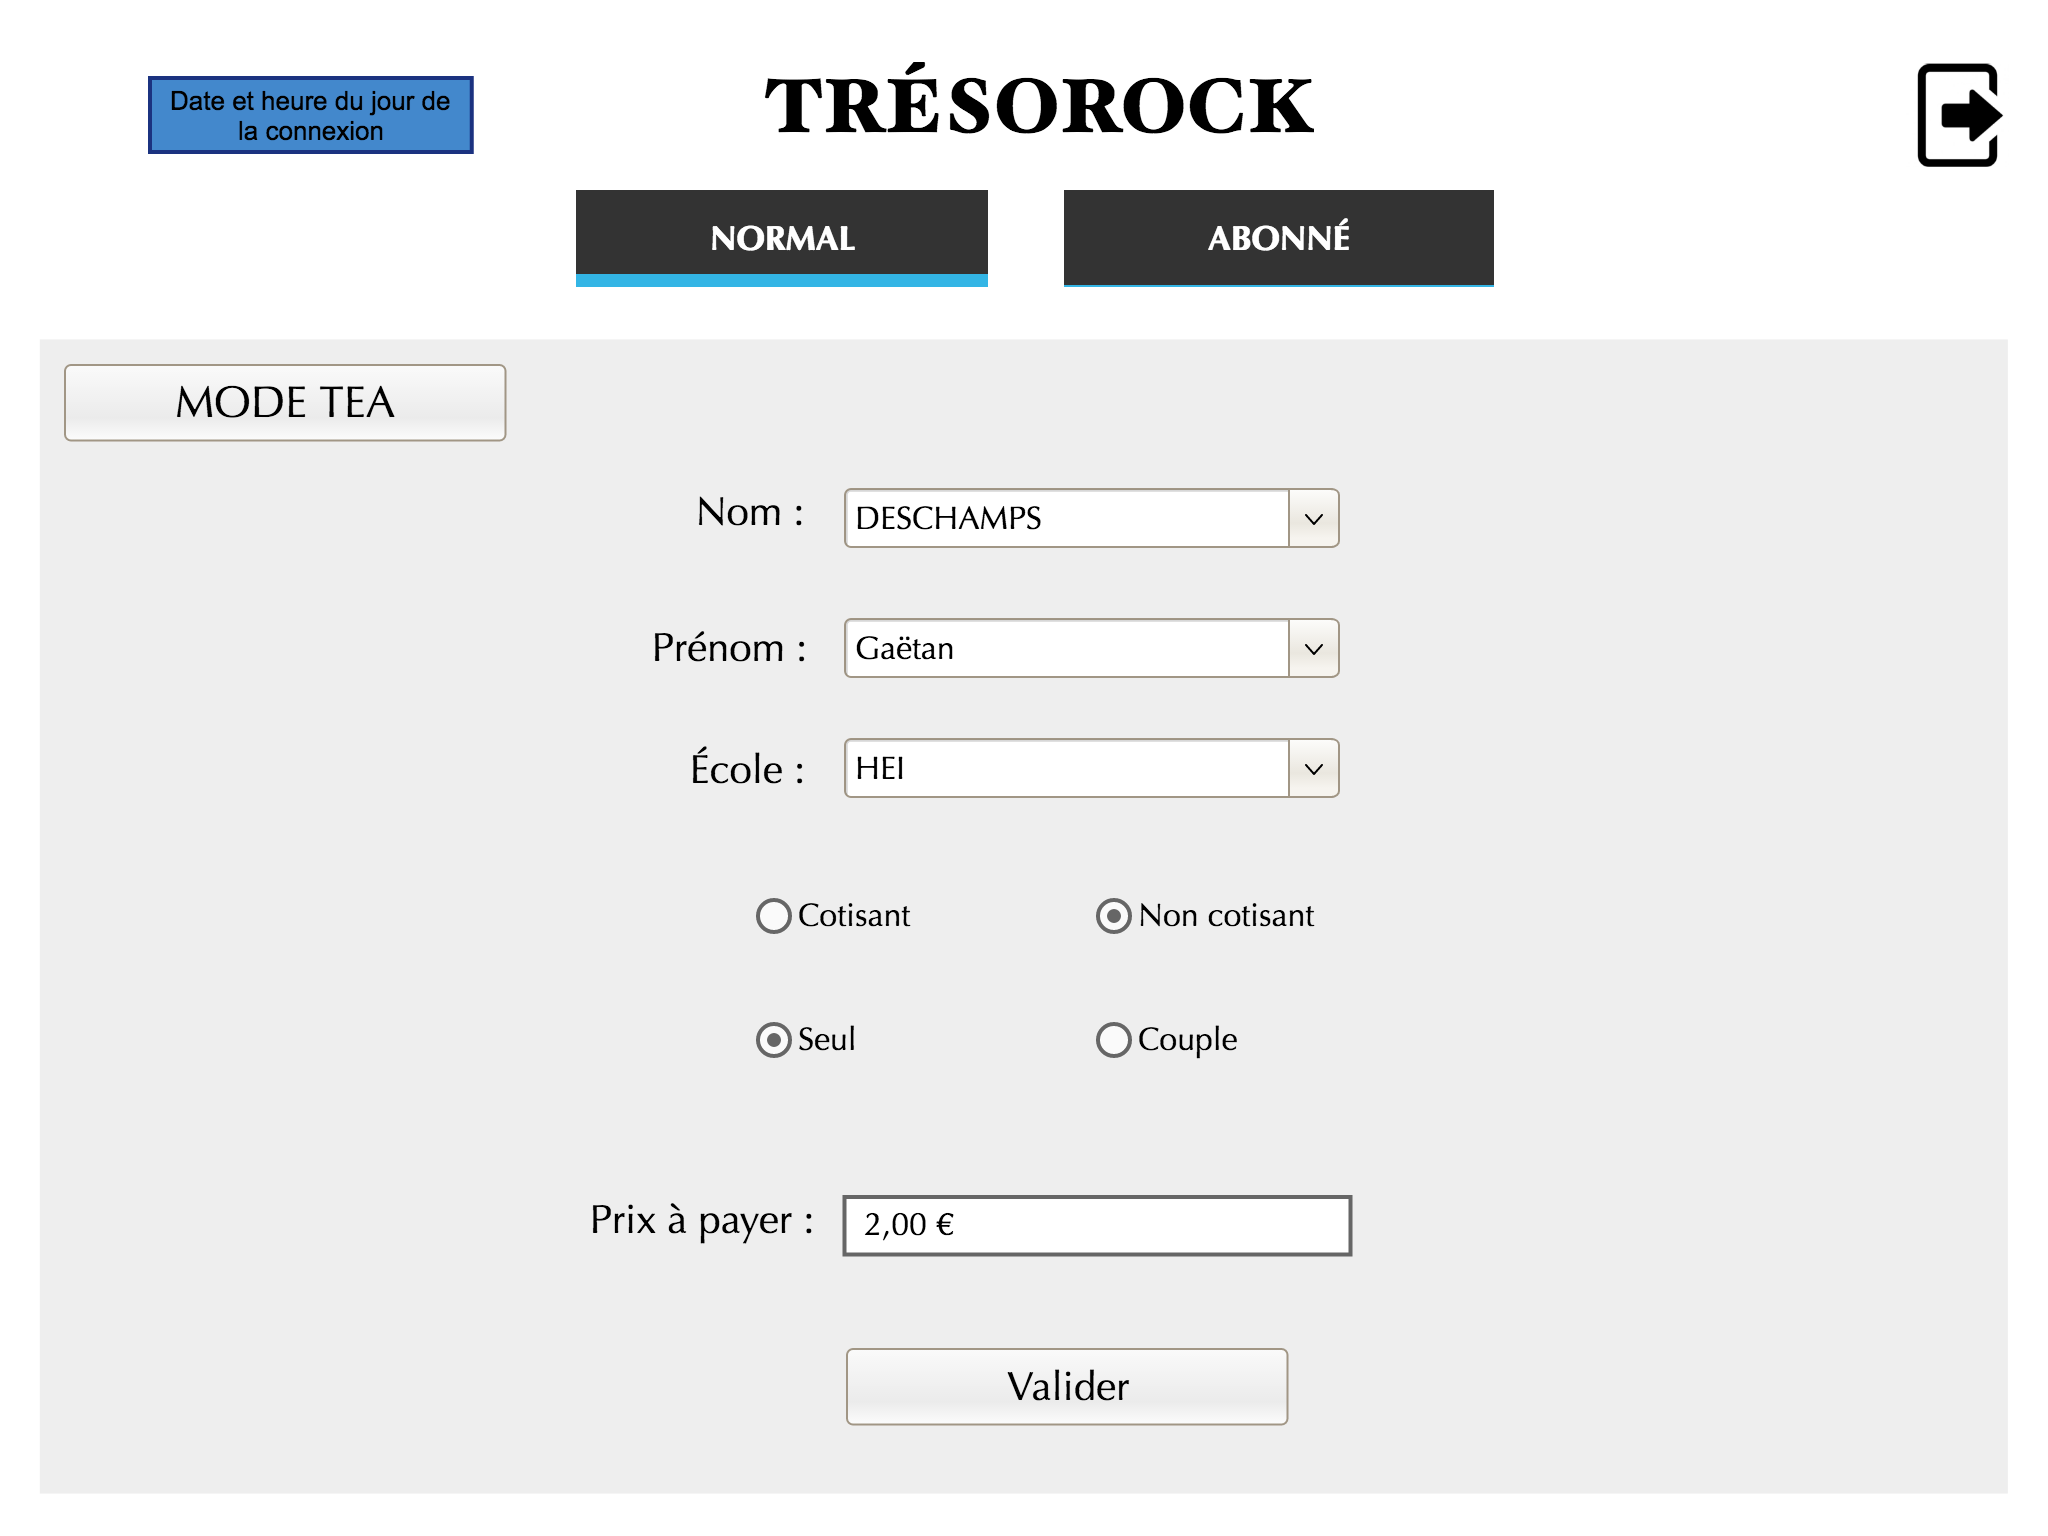 Date et heure du jour de
la connexion
TRÉSOROCK
NORMAL
ABONNÉ
MODE TEA
Nom : DESCHAMPS
Prénom : Gaëtan
École : HEI
Cotisant
Non cotisant
Seul
Couple
Prix à payer : 2,00 €
Valider